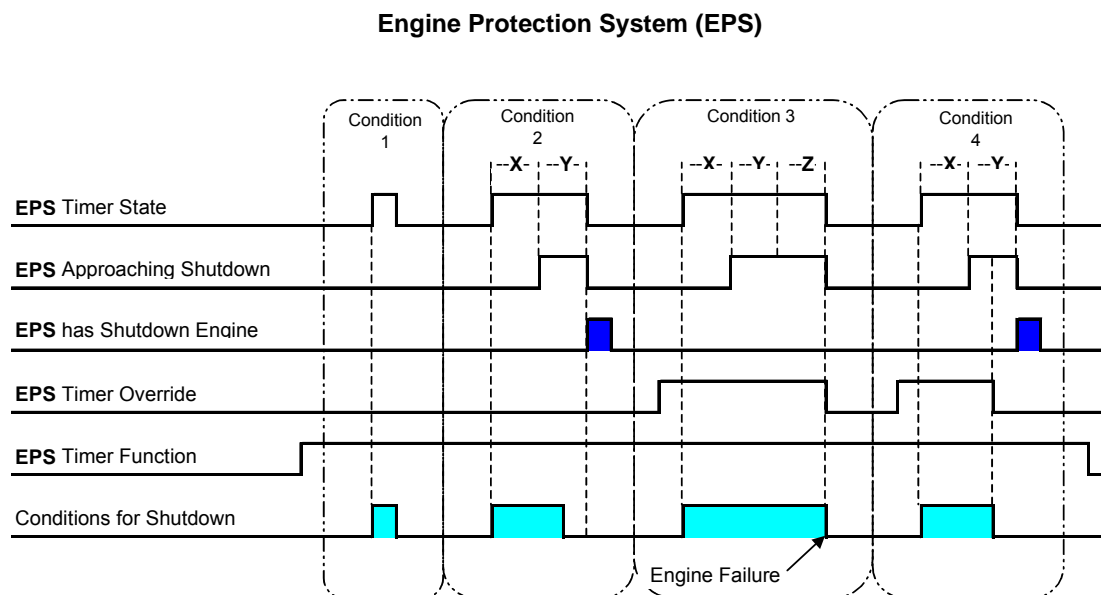 Engine Protection System (EPS)
Condition
1
Condition
2
Condition 3
Condition
4
--X- --Y-
--X- --Y- --Z-
--X- --Y-
EPS Timer State
EPS Approaching Shutdown
EPS has Shutdown Engine
EPS Timer Override
EPS Timer Function
Conditions for Shutdown
Engine Failure